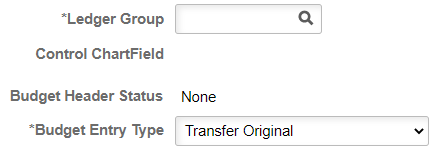 *Ledger Group
Control ChartField
Budget Header Status None
*Budget Entry Type Transfer Original